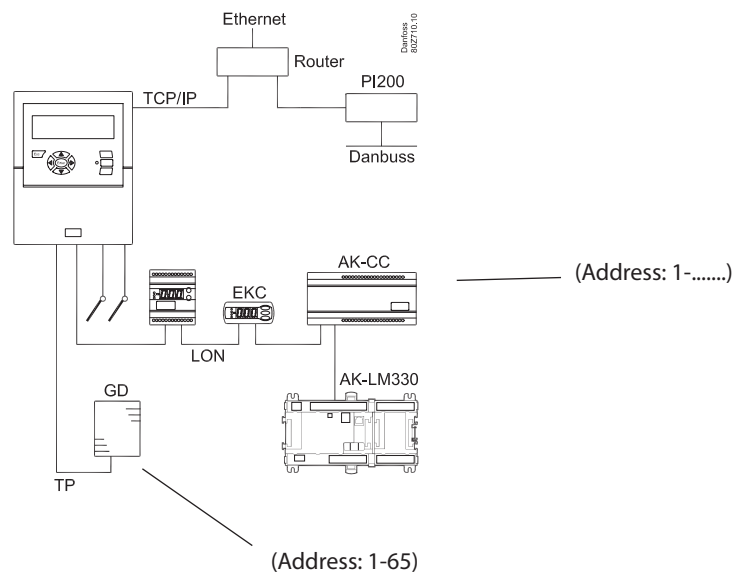 Ethernet
Danfoss
80Z710.10
Router
TCP/IP
PI200
Danbuss
AK-CC
(Address: 1-.......)
EKC
LON
AK-LM330
GD
TP
(Address: 1-65)